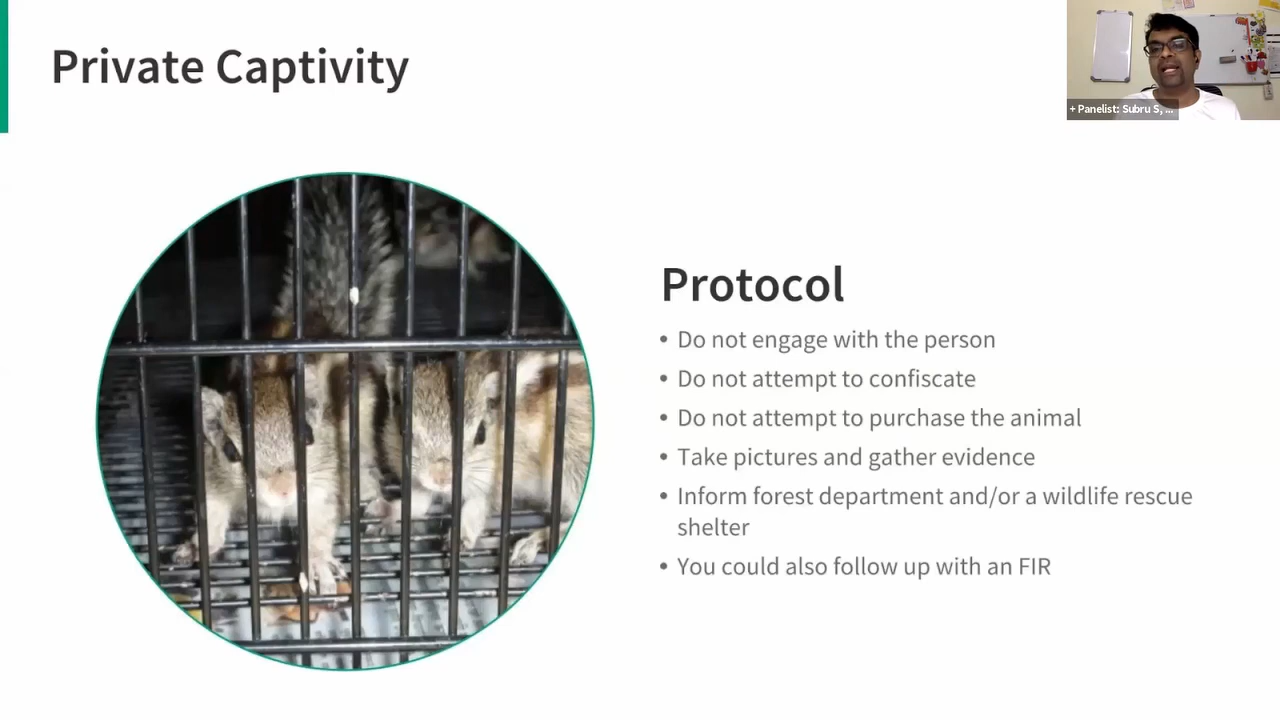 Private Captivity
+ Panelist: Subru S, ...
Protocol
• Do not engage with the person
• Do not attempt to confiscate
• Do not attempt to purchase the animal
• Take pictures and gather evidence
• Inform forest department and/or a wildlife rescue
shelter
• You could also follow up with an FIR